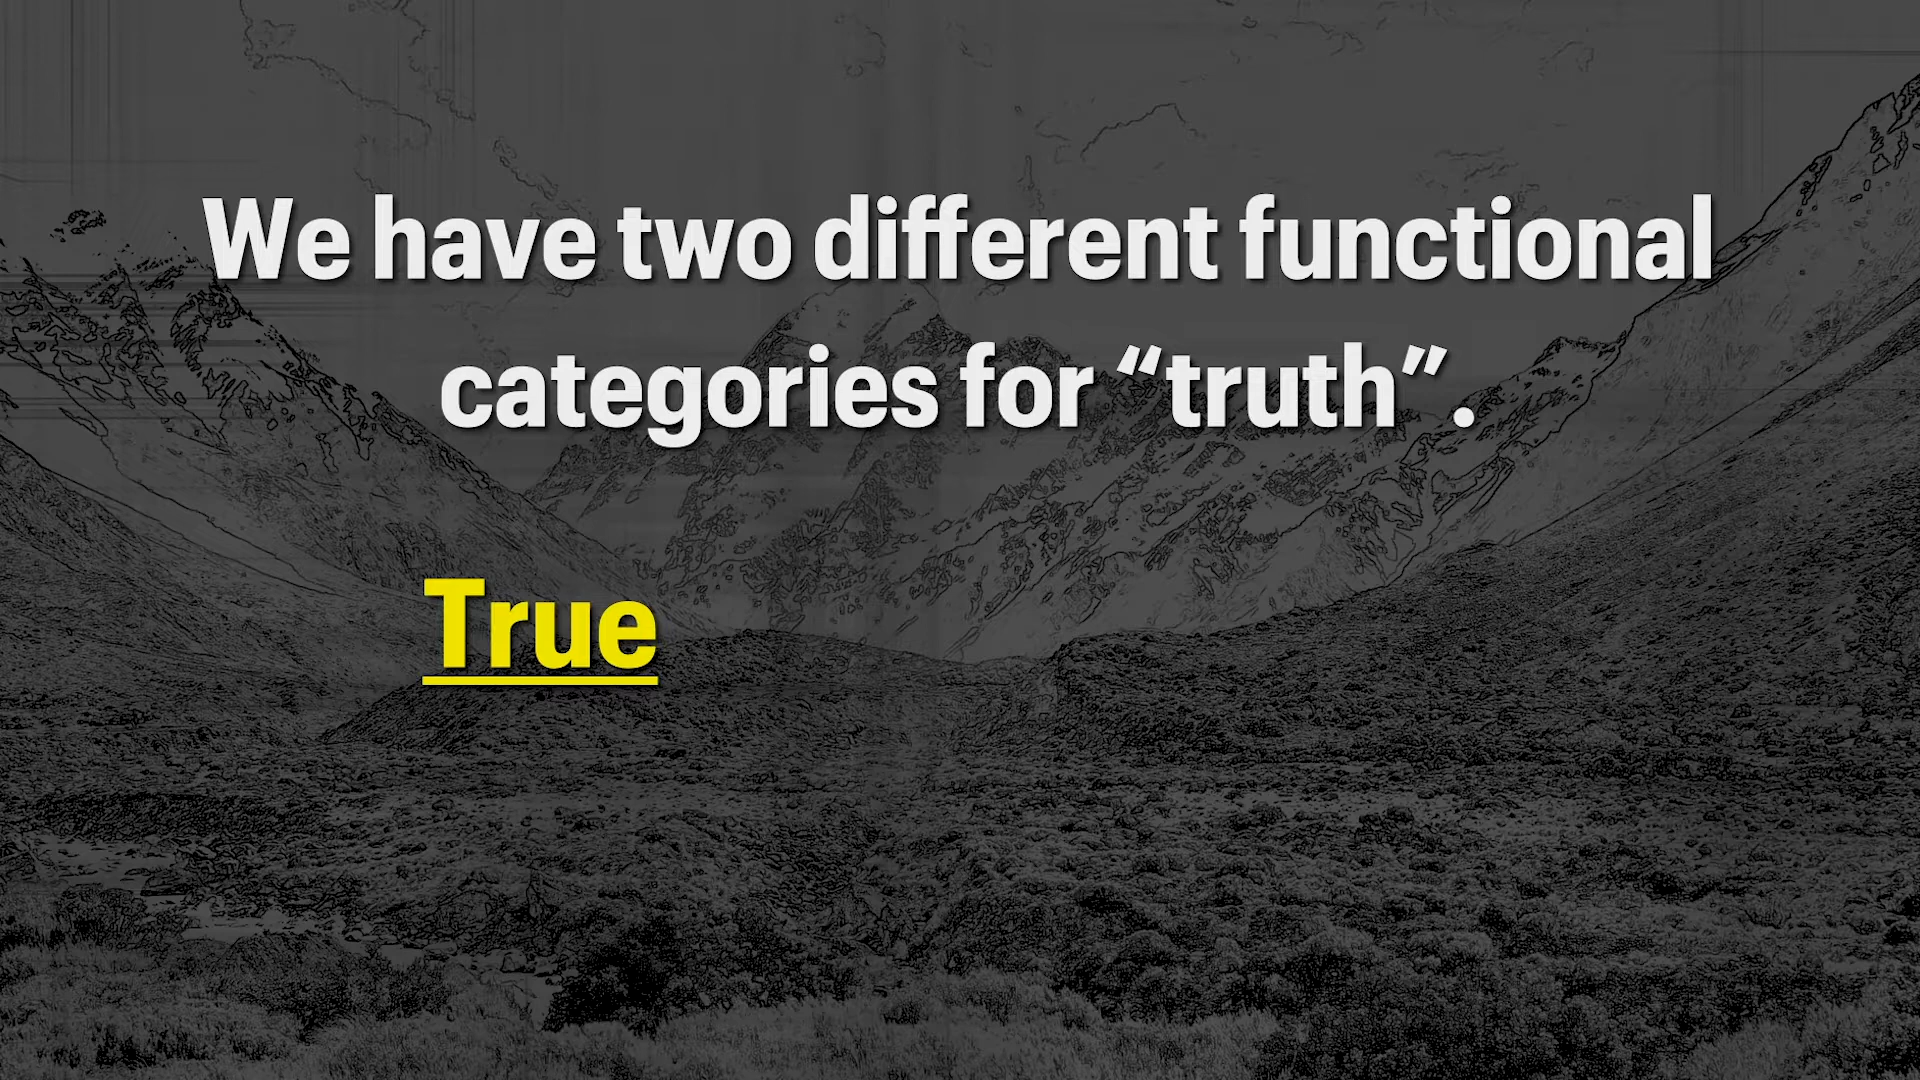 We have two different functional
categories for “truth”.
True